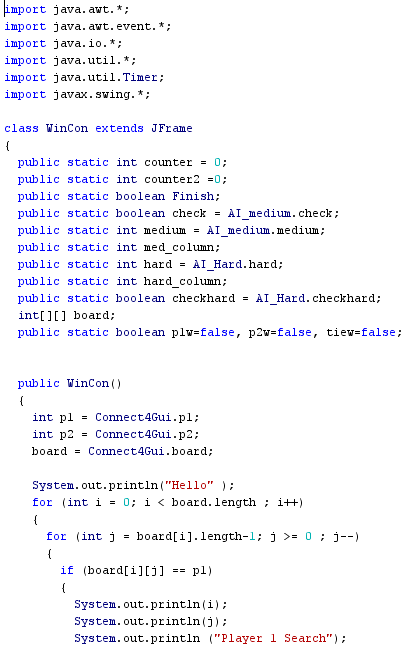 import java.awt.*;
import java.awt.event.*;
import java.io.*;
import java.util.*;
import java.util.Timer;
import javax.swing.*;

class WinCon extends JFrame
{
  public static int counter = 0;
  public static int counter2 =0;
  public static boolean Finish;
  public static boolean check = AI_medium.check;
  public static int medium = AI_medium.medium;
  public static int med_column;
  public static int hard = AI_Hard.hard;
  public static int hard_column;
  public static boolean checkhard = AI_Hard.checkhard;
  int[][] board;
  public static boolean p1w=false, p2w=false, tiew=false;


  public WinCon()
  {
    int p1 = Connect4Gui.p1;
    int p2 = Connect4Gui.p2;
    board = Connect4Gui.board;

    System.out.println("Hello" );
    for (int i = 0; i < board.length ; i++)
    {
      for (int j = board[i].length-1; j >= 0 ; j--)
      {
        if (board[i][j] == p1)
        {
          System.out.println(i);
          System.out.println(j);
          System.out.println ("Player 1 Search");